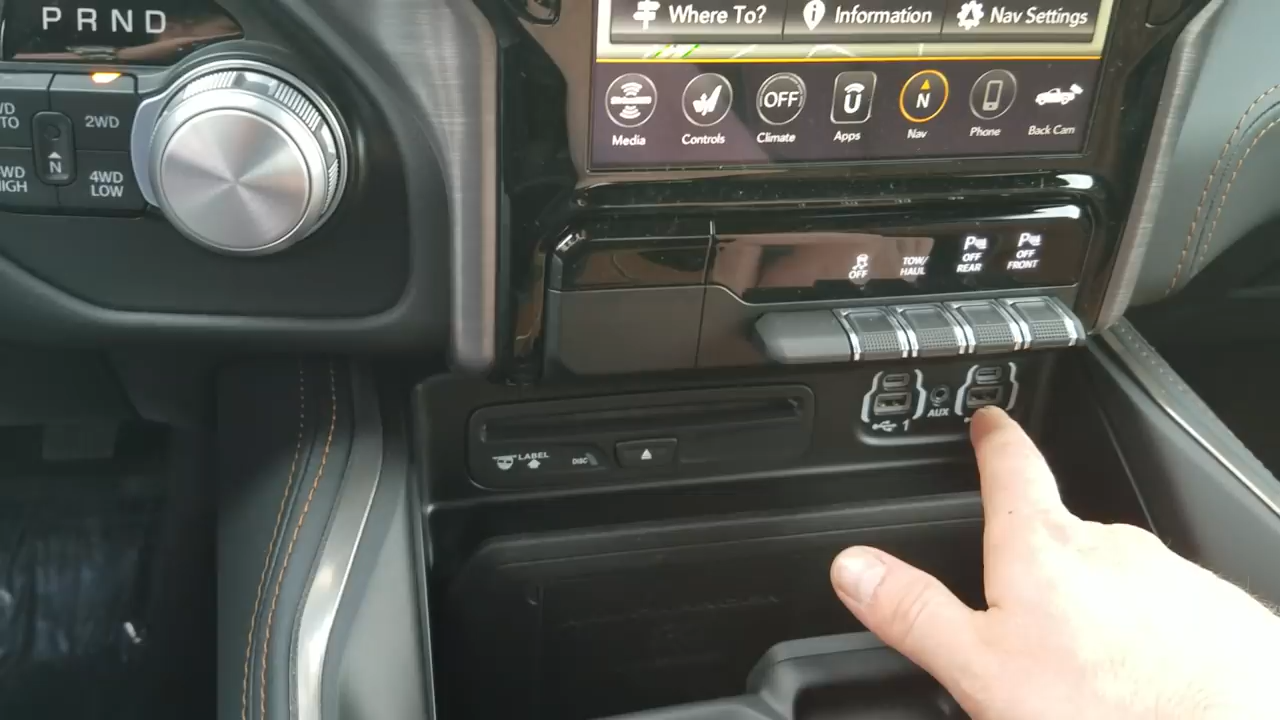 PRND
Where To?
Information
Nav Settings
2WD
4WD
LOW
N
OFF
U
N
Media
Controls
Climate
Apps
Nav
Phone
Back Cam
OFF
TOW/
HAUL
P
OFF
REAR
P
OFF
FRONT
LABEL
DISC
1
AUX